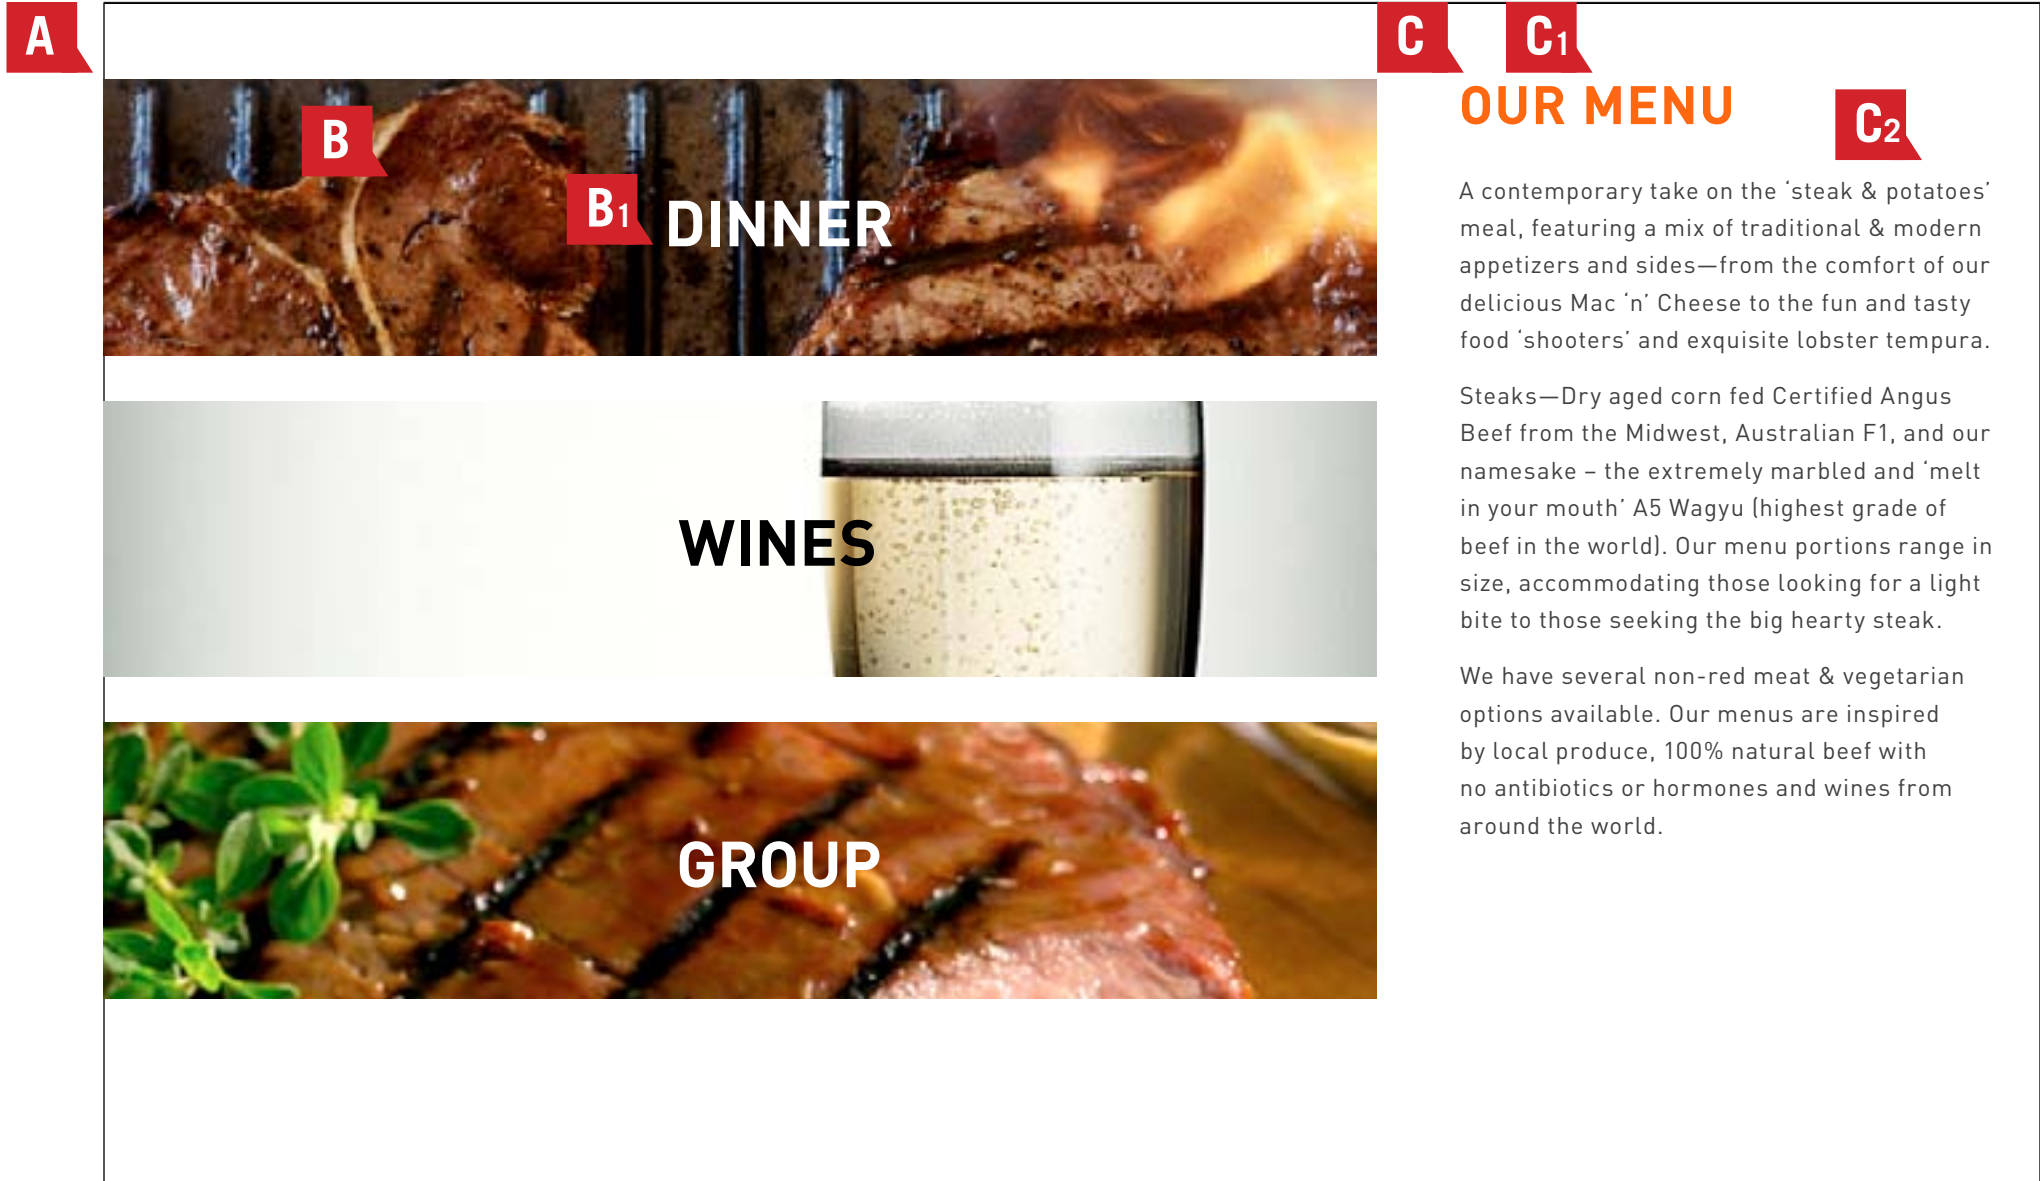 A
B
B1
DINNER
WINES
GROUP
C
C1
OUR MENU
C2
A contemporary take on the ‘steak & potatoes’
meal, featuring a mix of traditional & modern
appetizers and sides—from the comfort of our
delicious Mac ‘n’ Cheese to the fun and tasty
food ‘shooters’ and exquisite lobster tempura.
Steaks—Dry aged corn fed Certified Angus
Beef from the Midwest, Australian F1, and our
namesake – the extremely marbled and ‘melt
in your mouth’ A5 Wagyu (highest grade of
beef in the world). Our menu portions range in
size, accommodating those looking for a light
bite to those seeking the big hearty steak.
We have several non-red meat & vegetarian
options available. Our menus are inspired
by local produce, 100% natural beef with
no antibiotics or hormones and wines from
around the world.